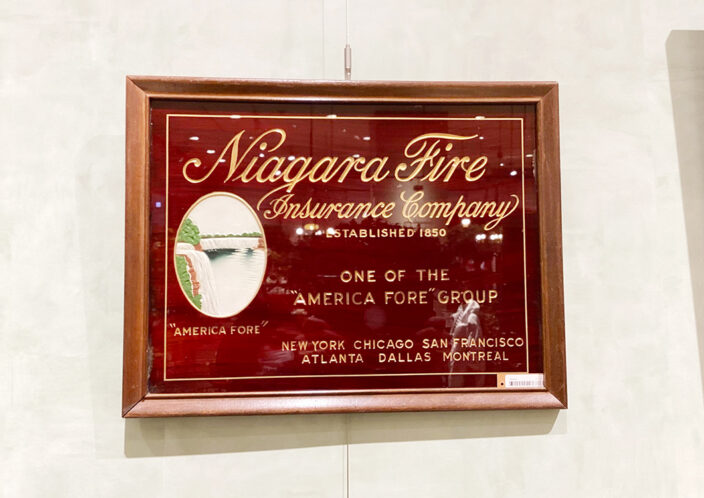 Niagara Fire
Insurance Company
ESTABLISHED 1850
ONE OF THE
"AMERICA FORE" GROUP
"AMERICA FORE"
NEW YORK CHICAGO SAN FRANCISCO
ATLANTA DALLAS MONTREAL